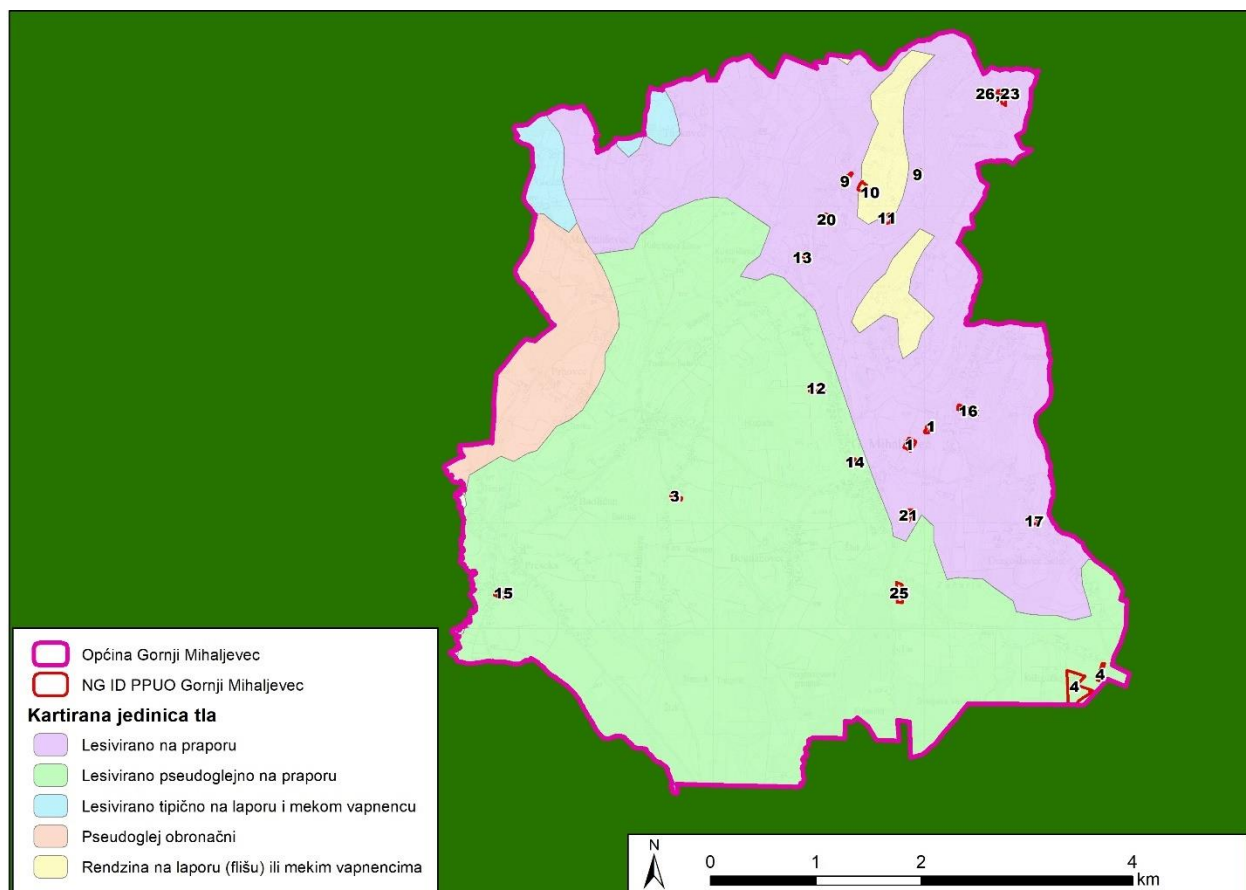 26,23
9
9
10
20
11
13
12
16
1
1
14
3
21
17
15
25
4
4
Općina Gornji Mihaljevec
NG ID PPUO Gornji Mihaljevec
Kartirana jedinica tla
Lesivirano na praporu
Lesivirano pseudoglejno na praporu
Lesivirano tipično na laporu i mekom vapnencu
Pseudoglej obronačni
Rendzina na laporu (flišu) ili mekim vapnencima
N
0 1 2 4
km